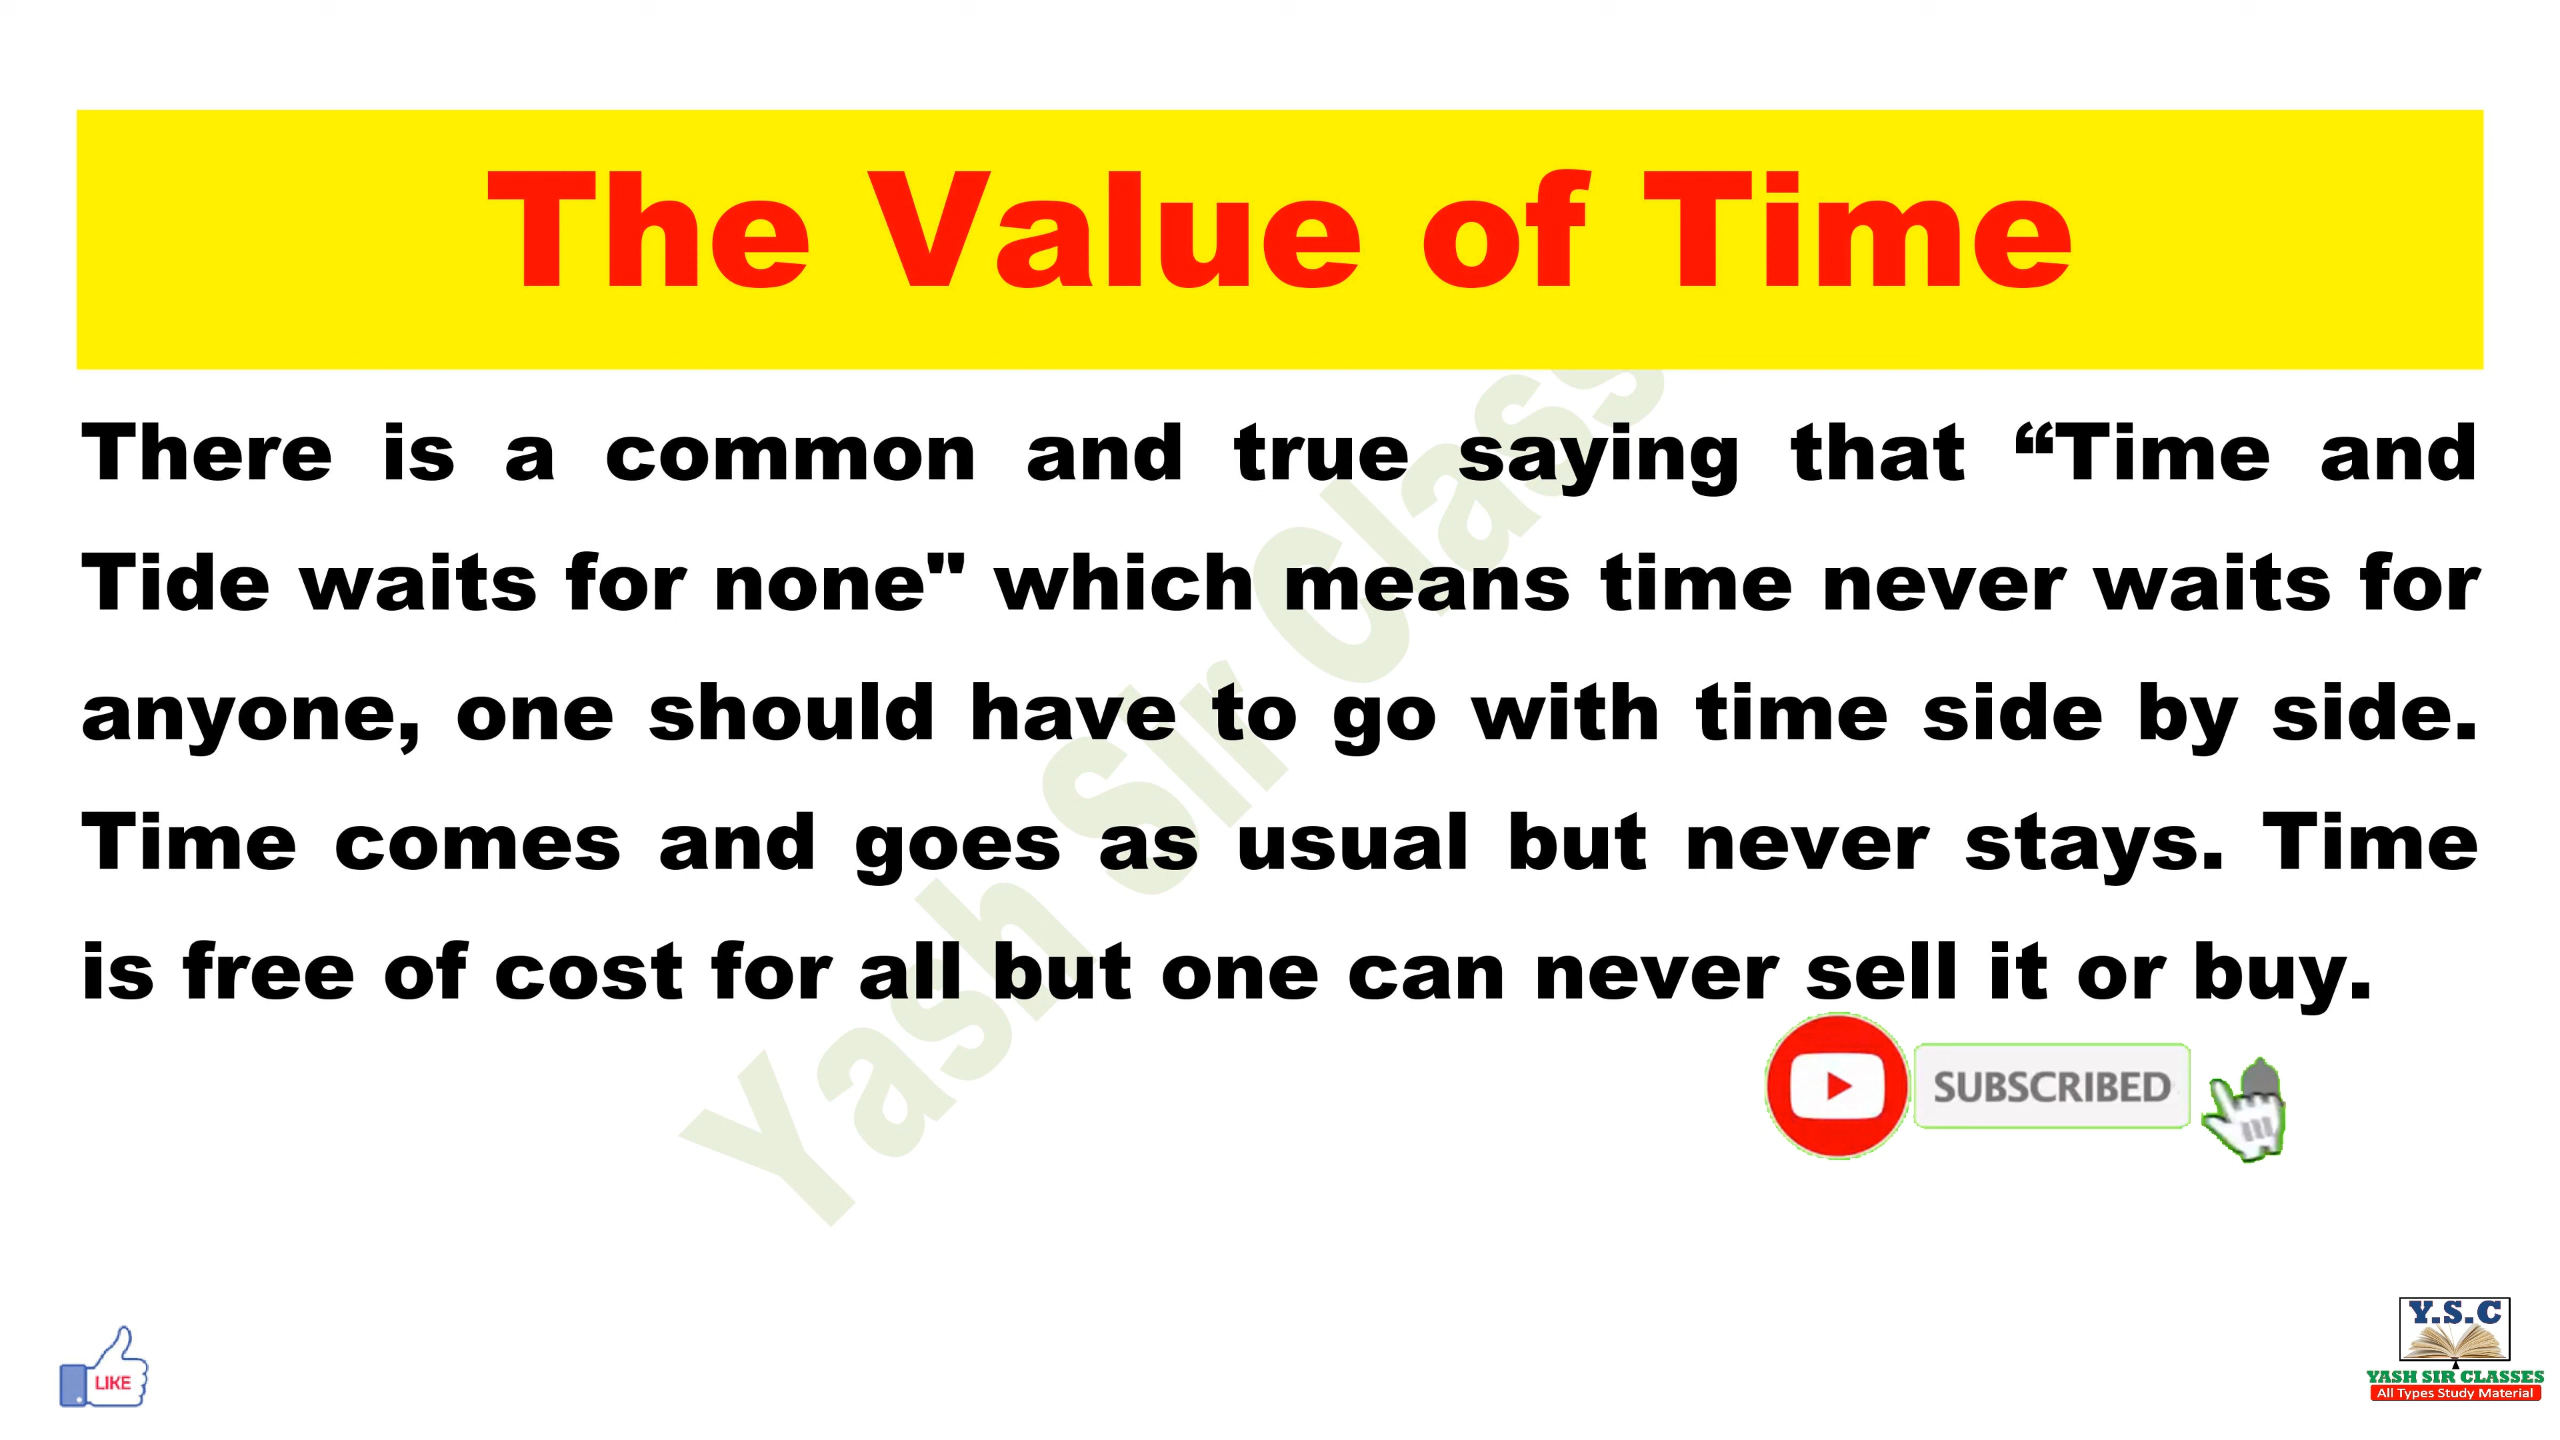 The Value of Time
There is a common and true saying that “Time and
Tide waits for none" which means time never waits for
anyone, one should have to go with time side by side.
Time comes and goes as usual but never stays. Time
is free of cost for all but one can never sell it or buy.
Yash Sir Class
SUBSCRIBED
LIKE
Y.S.C
YASH SIR CLASSES
All Types Study Material